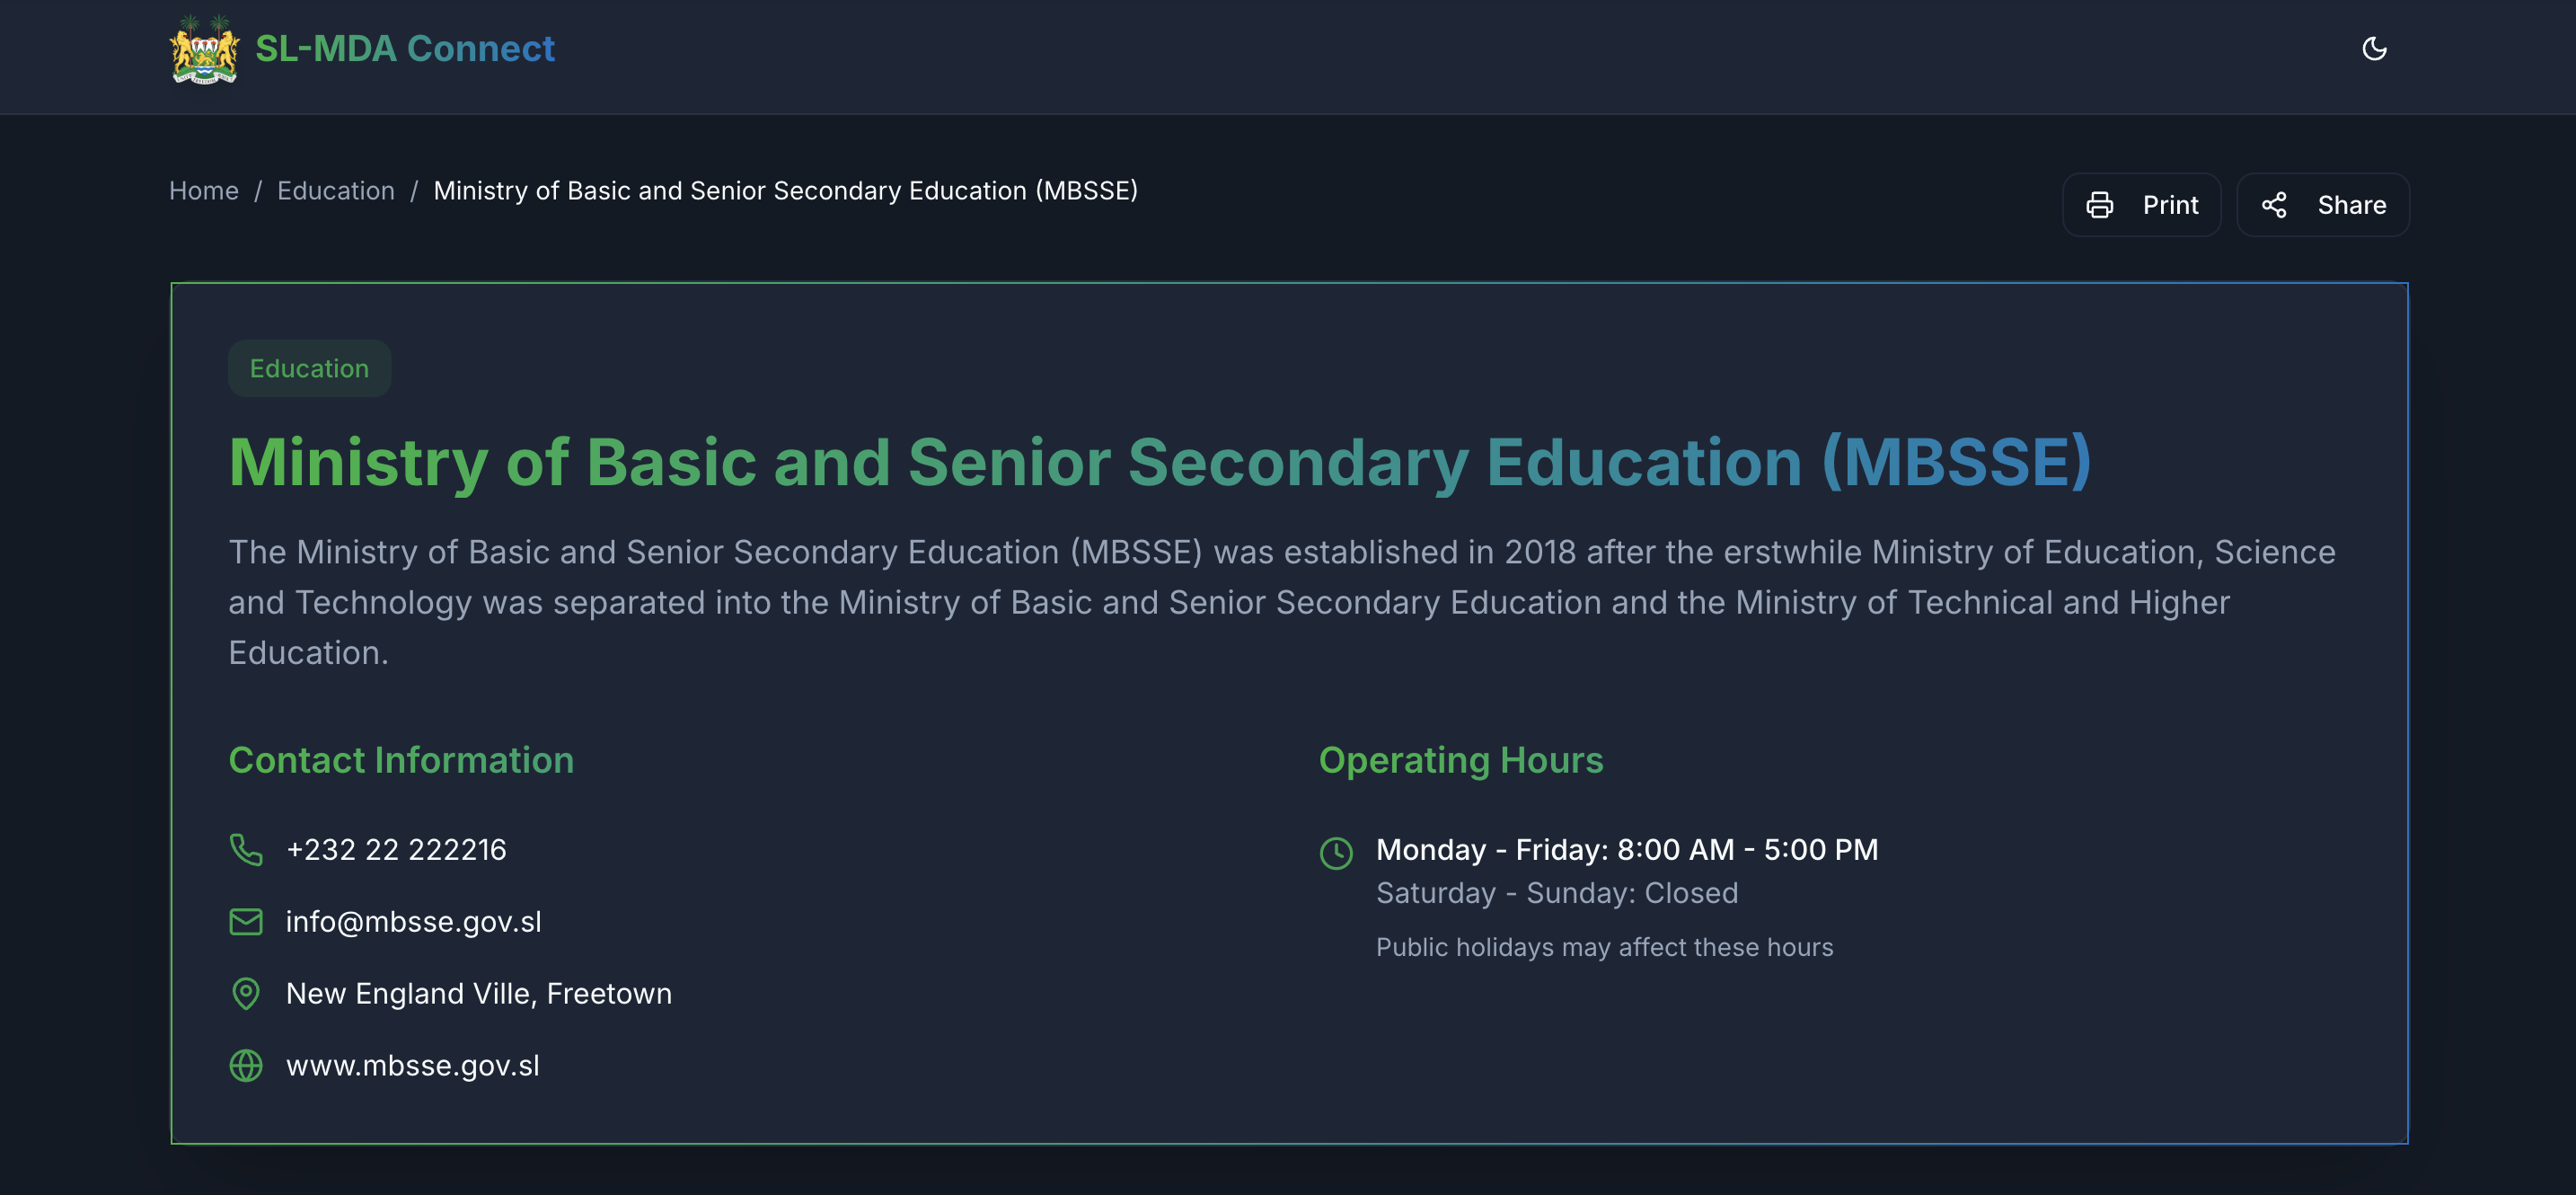 SL-MDA Connect
Home / Education / Ministry of Basic and Senior Secondary Education (MBSSE)
Print
Share
Education
Ministry of Basic and Senior Secondary Education (MBSSE)
The Ministry of Basic and Senior Secondary Education (MBSSE) was established in 2018 after the erstwhile Ministry of Education, Science
and Technology was separated into the Ministry of Basic and Senior Secondary Education and the Ministry of Technical and Higher
Education.
Contact Information
+232 22 222216
info@mbsse.gov.sl
New England Ville, Freetown
www.mbsse.gov.sl
Operating Hours
Monday - Friday: 8:00 AM - 5:00 PM
Saturday - Sunday: Closed
Public holidays may affect these hours